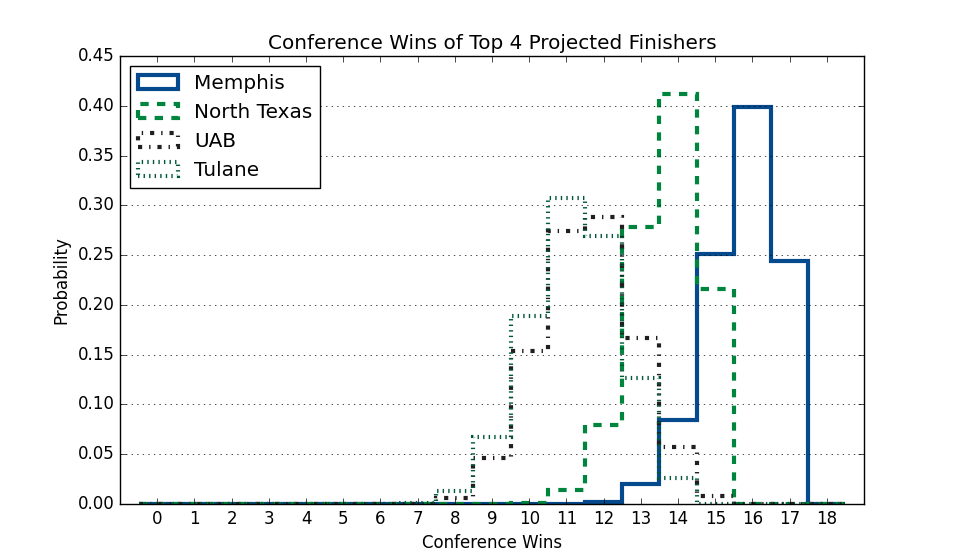 Conference Wins of Top 4 Projected Finishers
0.45
0.40
0.35
0.30
0.25
0.20
0.15
0.10
0.05
0.00
Probability
Memphis
North Texas
UAB
Tulane
0 1 2 3 4 5 6 7 8 9 10 11 12 13 14 15 16 17 18
Conference Wins